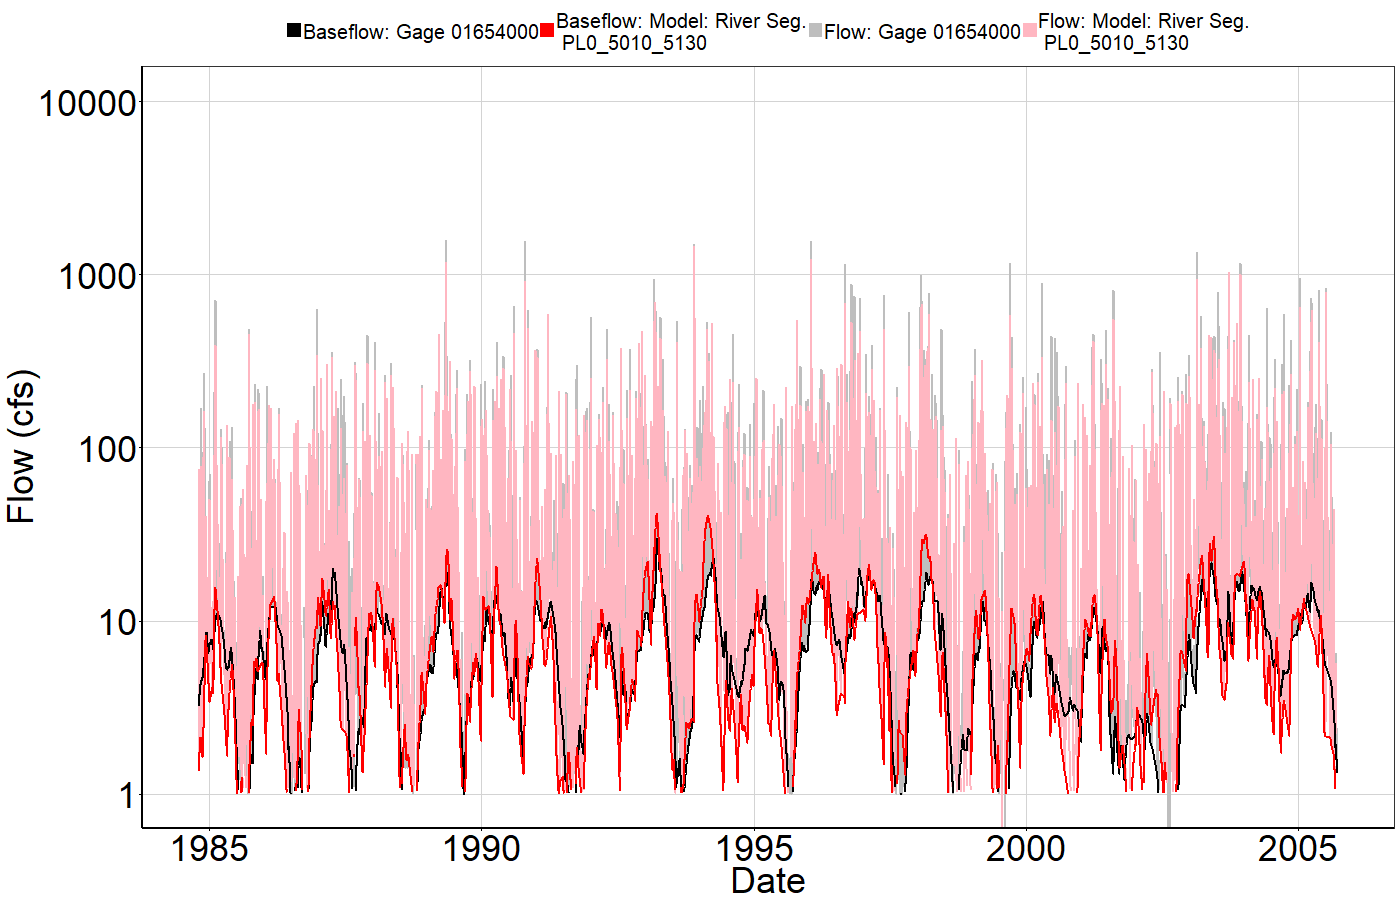 Baseflow: Gage 01654000
Baseflow: Model: River Seg.
PL0_5010_5130
Flow: Gage 01654000
Flow: Model: River Seg.
PL0_5010_5130
10000
1000
100
10
1
Flow (cfs)
1985
1990
1995
2000
2005
Date